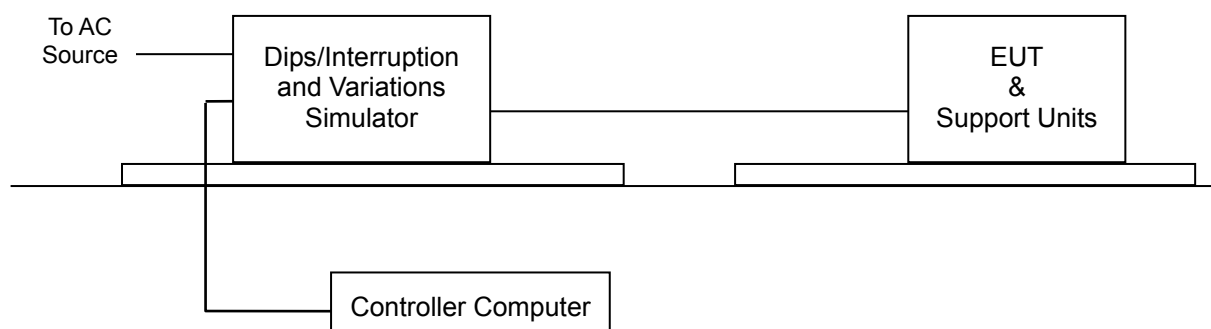 To AC
Source
Dips/Interruption
and Variations
Simulator
EUT
&
Support Units
Controller Computer